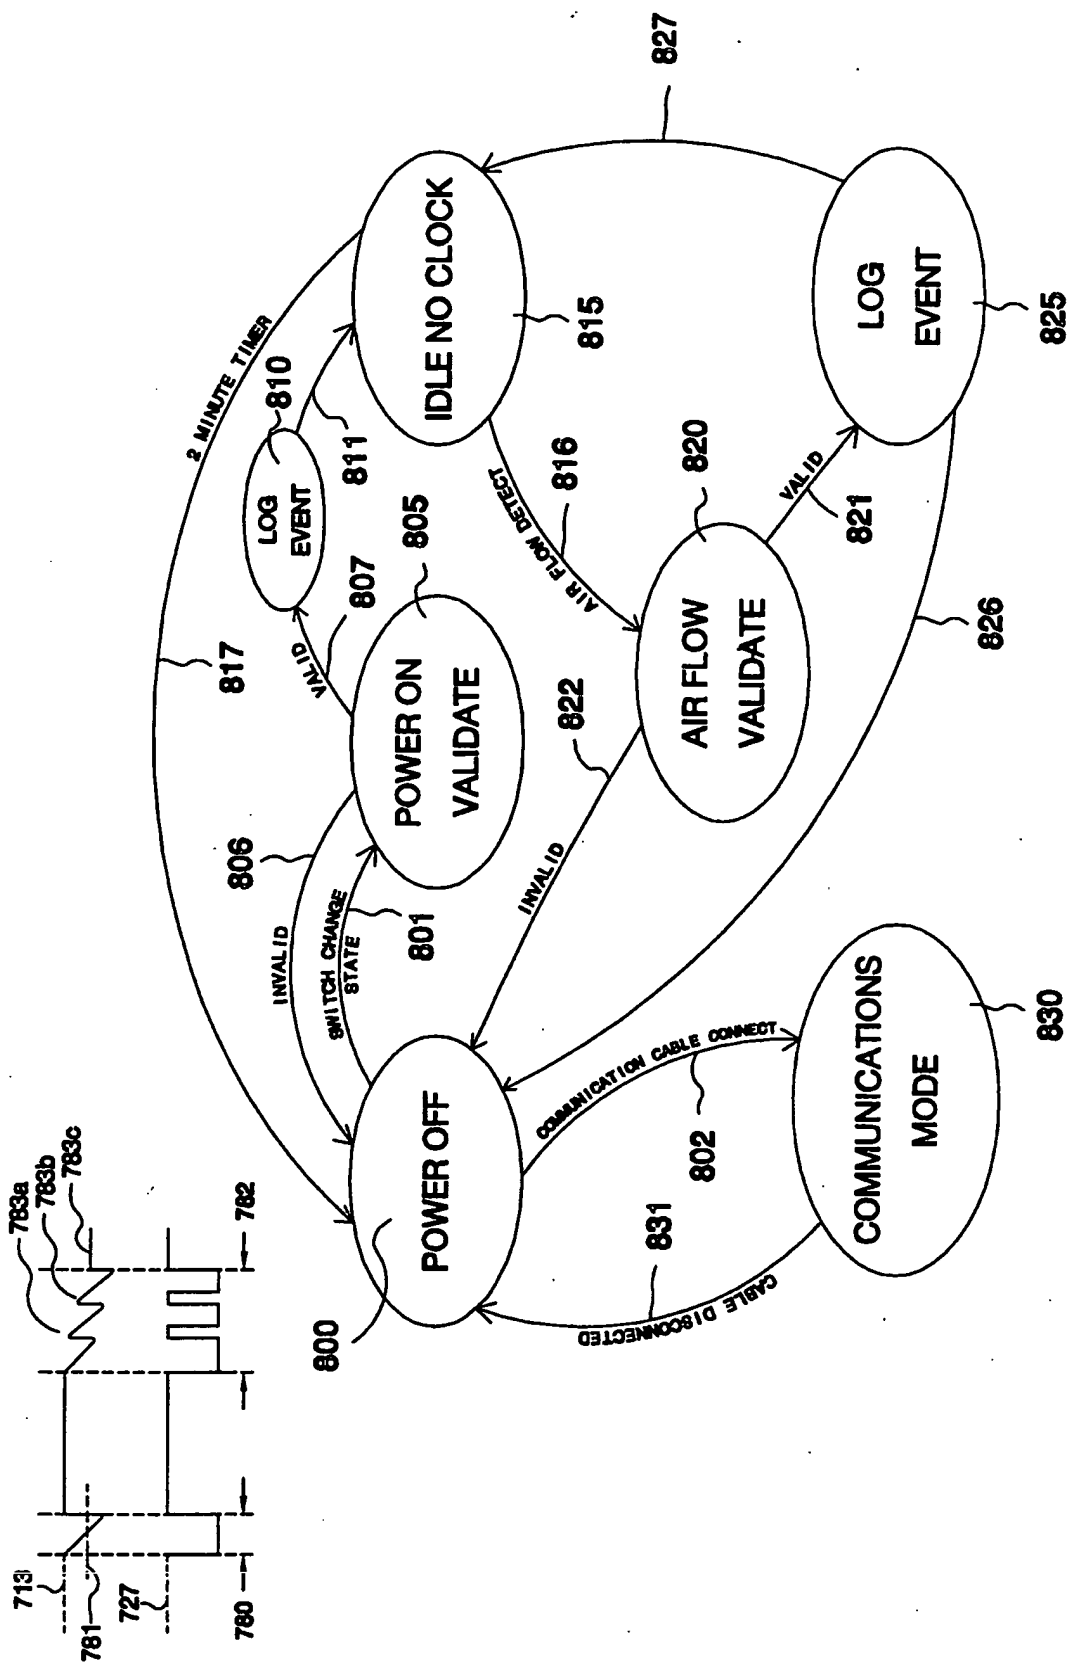 713
781
727
780
783a
783b
783c
782
2 MINUTE TIMER
817
LOG
EVENT
810
811
VALID
807
806
INVALID
SWITCH CHANGE
STATE
801
POWER OFF
800
POWER ON
VALIDATE
805
IDLE NO CLOCK
815
AIR FLOW DETECT
816
INVALID
822
AIR FLOW
VALIDATE
820
VALID
821
827
LOG
EVENT
825
826
COMMUNICATION CABLE CONNECT
802
831
CABLE DISCONNECTED
COMMUNICATIONS
MODE
830